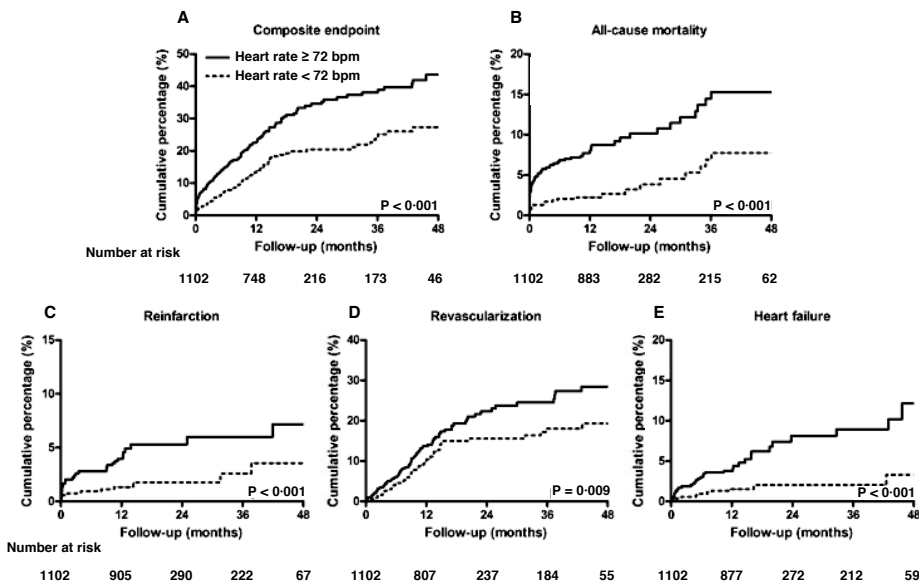 A
Composite endpoint
Cumulative percentage (%)
50
40
30
20
10
0
Heart rate ≥ 72 bpm
Heart rate < 72 bpm
P < 0·001
0 12 24 36 48
Follow-up (months)
B
All-cause mortality
Cumulative percentage (%)
20
15
10
5
0
P < 0·001
0 12 24 36 48
Follow-up (months)
Number at risk
1102 748 216 173 46
1102 883 282 215 62
C
Reinfarction
Cumulative percentage (%)
15
10
5
0
P < 0·001
0 12 24 36 48
Follow-up (months)
D
Revascularization
Cumulative percentage (%)
40
30
20
10
0
P = 0·009
0 12 24 36 48
Follow-up (months)
E
Heart failure
Cumulative percentage (%)
20
15
10
5
0
P < 0·001
0 12 24 36 48
Follow-up (months)
Number at risk
1102 905 290 222 67
1102 807 237 184 55
1102 877 272 212 59